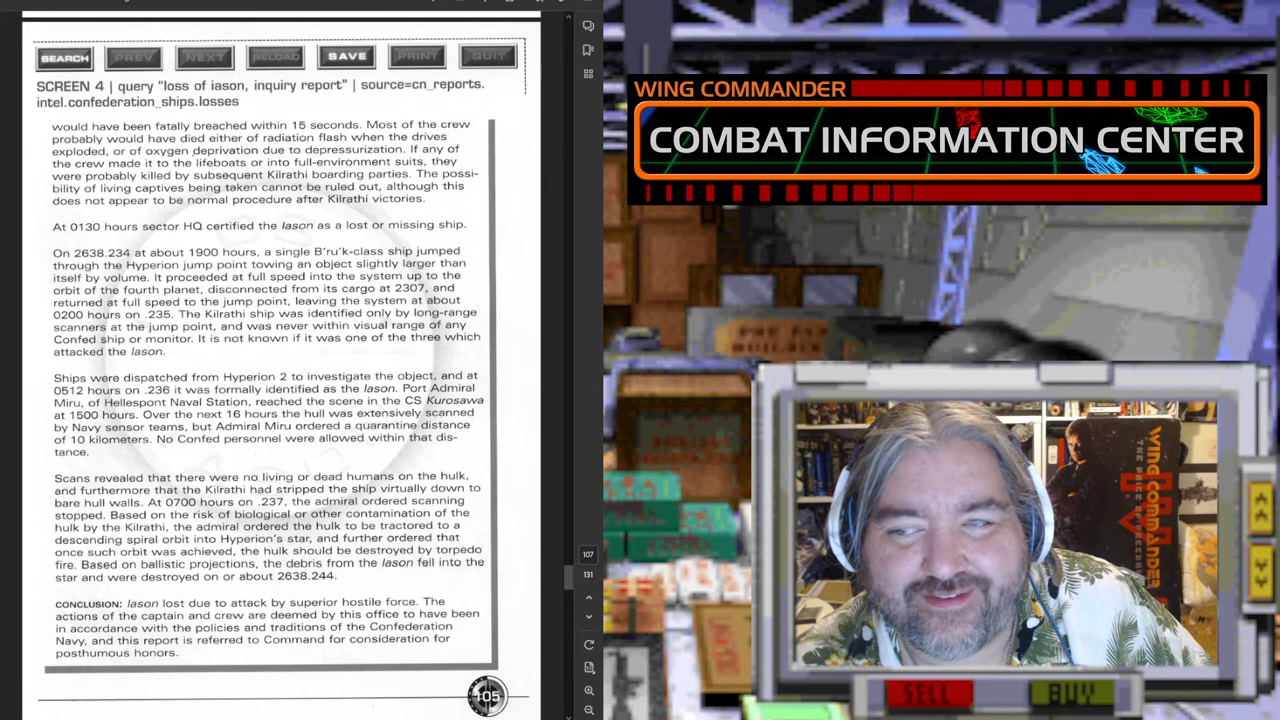 SEARCH PREV NEXT RELOAD SAVE PRINT QUIT
SCREEN 4 | query "loss of iason, inquiry report" | source=cn_reports.
intel.confederation_ships.losses
would have been fatally breached within 15 seconds. Most of the crew
probably would have died either of radiation flash when the drives
exploded, or of oxygen deprivation due to depressurization. If any of
the crew made it to the lifeboats or into full-environment suits, they
were probably killed by subsequent Kilrathi boarding parties. The possi-
bility of living captives being taken cannot be ruled out, although this
does not appear to be normal procedure after Kilrathi victories.
At 0130 hours sector HQ certified the Iason as a lost or missing ship.
On 2638.234 at about 1900 hours, a single B'ru'k-class ship jumped
through the Hyperion jump point towing an object slightly larger than
itself by volume. It proceeded at full speed into the system up to the
orbit of the fourth planet, disconnected from its cargo at 2307, and
returned at full speed to the jump point, leaving the system at about
0200 hours on .235. The Kilrathi ship was identified only by long-range
scanners at the jump point, and was never within visual range of any
Confed ship or monitor. It is not known if it was one of the three which
attacked the Iason.
Ships were dispatched from Hyperion 2 to investigate the object, and at
0512 hours on .236 it was formally identified as the Iason. Port Admiral
Miru, of Hellespont Naval Station, reached the scene in the CS Kurosawa
at 1500 hours. Over the next 16 hours the hull was extensively scanned
by Navy sensor teams, but Admiral Miru ordered a quarantine distance
of 10 kilometers. No Confed personnel were allowed within that dis-
tance.
Scans revealed that there were no living or dead humans on the hulk,
and furthermore that the Kilrathi had stripped the ship virtually down to
bare hull walls. At 0700 hours on .237, the admiral ordered scanning
stopped. Based on the risk of biological or other contamination of the
hulk by the Kilrathi, the admiral ordered the hulk to be tractored to a
descending spiral orbit into Hyperion's star, and further ordered that
once such orbit was achieved, the hulk should be destroyed by torpedo
fire. Based on ballistic projections, the debris from the Iason fell into the
star and were destroyed on or about 2638.244.
CONCLUSION: Iason lost due to attack by superior hostile force. The
actions of the captain and crew are deemed by this office to have been
in accordance with the policies and traditions of the Confederation
Navy, and this report is referred to Command for consideration for
posthumous honors.
105
107
131
WING COMMANDER
COMBAT INFORMATION CENTER
WING COMMANDER
SELL
BUY